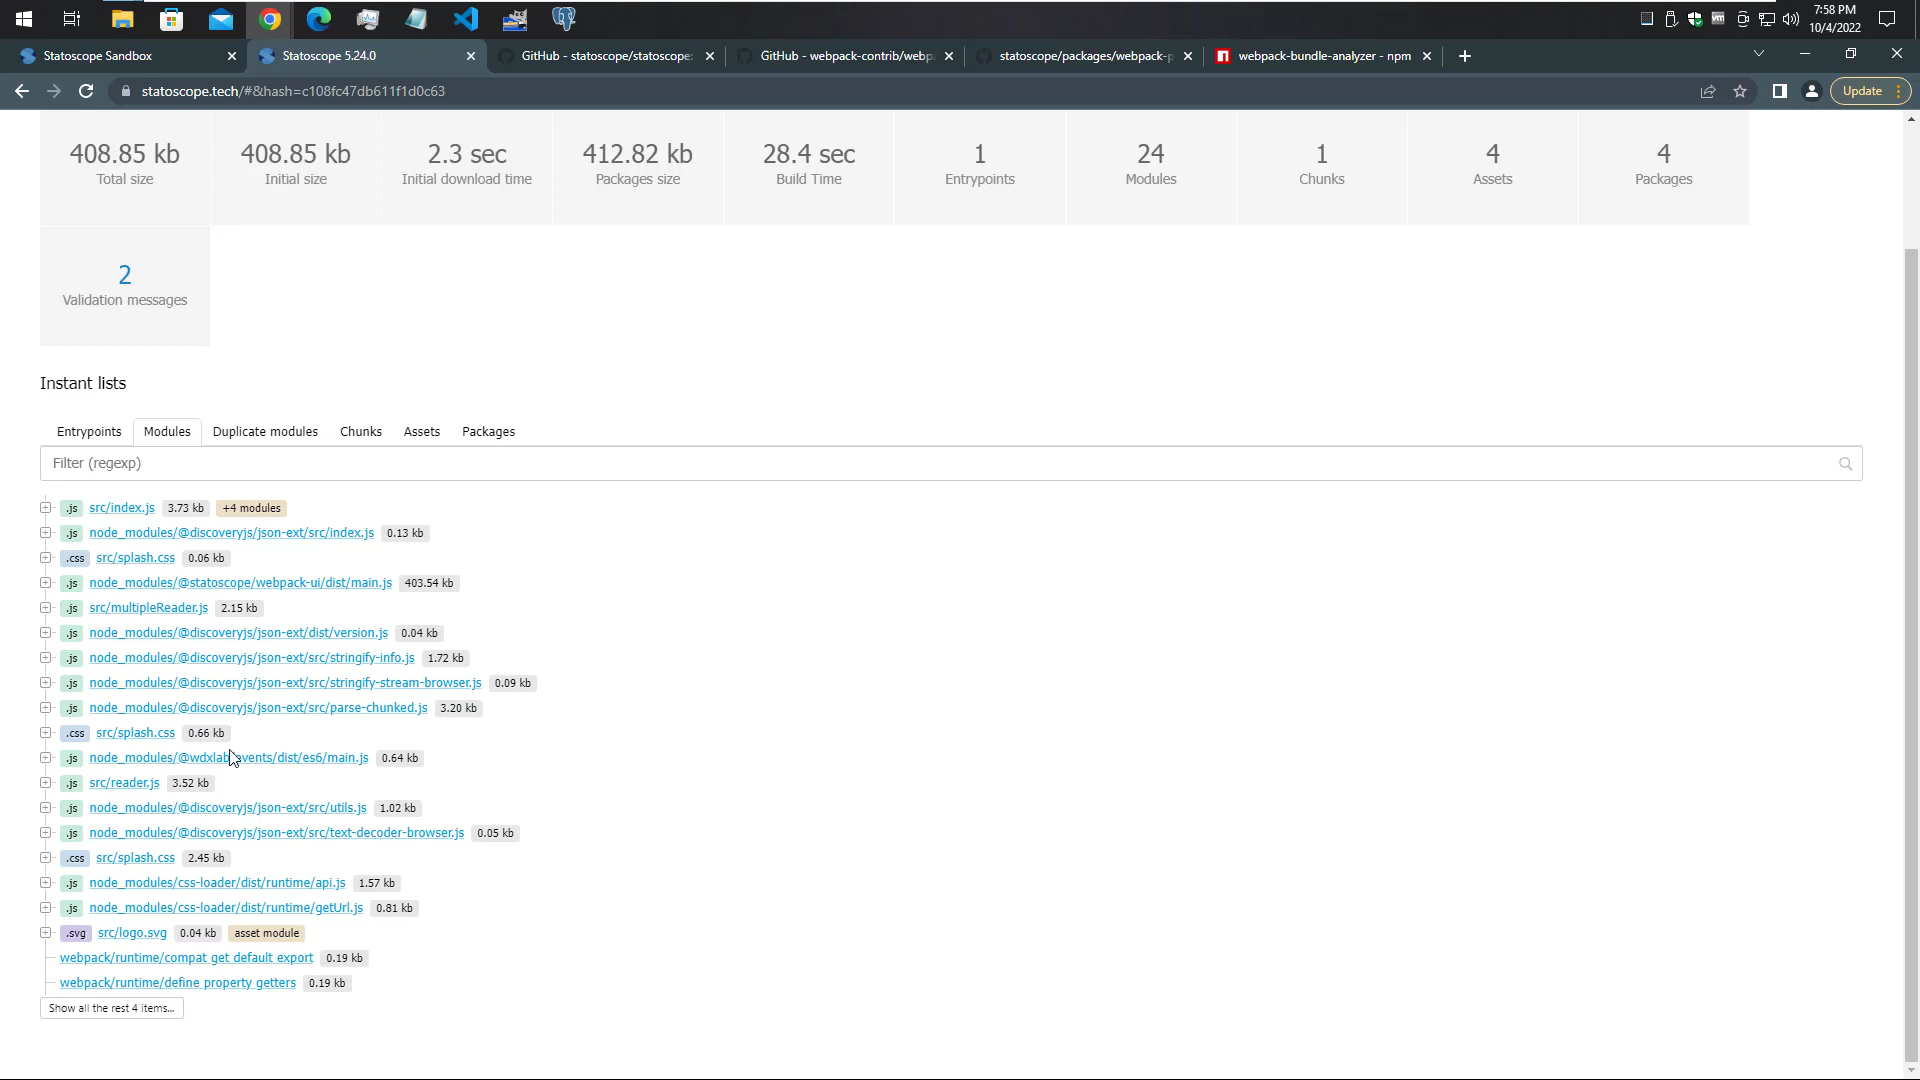 7:58 PM
10/4/2022
Statoscope Sandbox
Statoscope 5.24.0
GitHub - statoscope/statoscope:
GitHub - webpack-contrib/webp
statoscope/packages/webpack-p
n
webpack-bundle-analyzer - npm
statoscope.tech/#&hash=c108fc47db611f1d0c63
Update
408.85 kb
Total size
408.85 kb
Initial size
2.3 sec
Initial download time
412.82 kb
Packages size
28.4 sec
Build Time
1
Entrypoints
24
Modules
1
Chunks
4
Assets
4
Packages
2
Validation messages
Instant lists
Entrypoints Modules Duplicate modules Chunks Assets Packages
Filter (regexp)
.js src/index.js 3.73 kb +4 modules
.js node_modules/@discoveryjs/json-ext/src/index.js 0.13 kb
.css src/splash.css 0.06 kb
.js node_modules/@statoscope/webpack-ui/dist/main.js 403.54 kb
.js src/multipleReader.js 2.15 kb
.js node_modules/@discoveryjs/json-ext/dist/version.js 0.04 kb
.js node_modules/@discoveryjs/json-ext/src/stringify-info.js 1.72 kb
.js node_modules/@discoveryjs/json-ext/src/stringify-stream-browser.js 0.09 kb
.js node_modules/@discoveryjs/json-ext/src/parse-chunked.js 3.20 kb
.css src/splash.css 0.66 kb
.js node_modules/@wdxlab/events/dist/es6/main.js 0.64 kb
.js src/reader.js 3.52 kb
.js node_modules/@discoveryjs/json-ext/src/utils.js 1.02 kb
.js node_modules/@discoveryjs/json-ext/src/text-decoder-browser.js 0.05 kb
.css src/splash.css 2.45 kb
.js node_modules/css-loader/dist/runtime/api.js 1.57 kb
.js node_modules/css-loader/dist/runtime/getUrl.js 0.81 kb
.svg src/logo.svg 0.04 kb asset module
webpack/runtime/compat get default export 0.19 kb
webpack/runtime/define property getters 0.19 kb
Show all the rest 4 items...